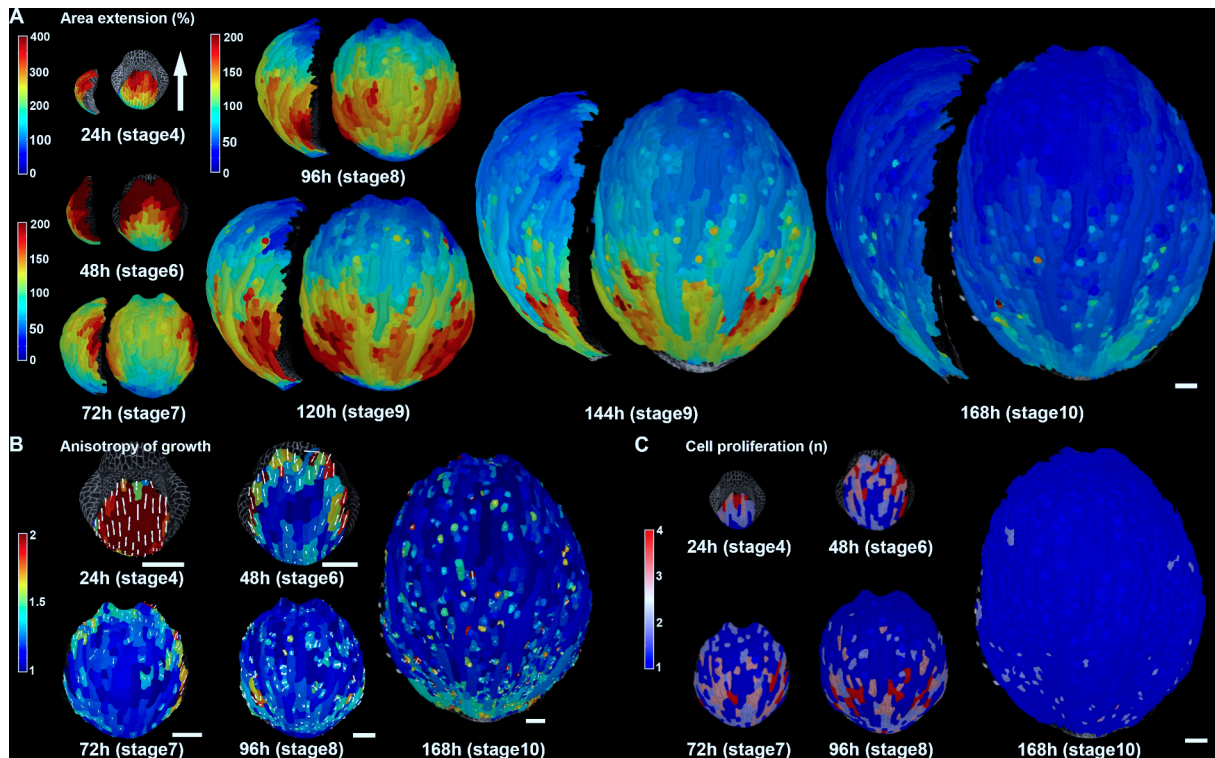 A Area extension (%)
400
300
200
100
0
24h (stage4)
200
150
100
50
0
96h (stage8)
48h (stage6)
200
150
100
50
0
72h (stage7)
120h (stage9)
144h (stage9)
168h (stage10)
B Anisotropy of growth
2
1.5
1
24h (stage4)
48h (stage6)
72h (stage7)
96h (stage8)
168h (stage10)
C Cell proliferation (n)
4
3
2
1
24h (stage4)
48h (stage6)
72h (stage7)
96h (stage8)
168h (stage10)